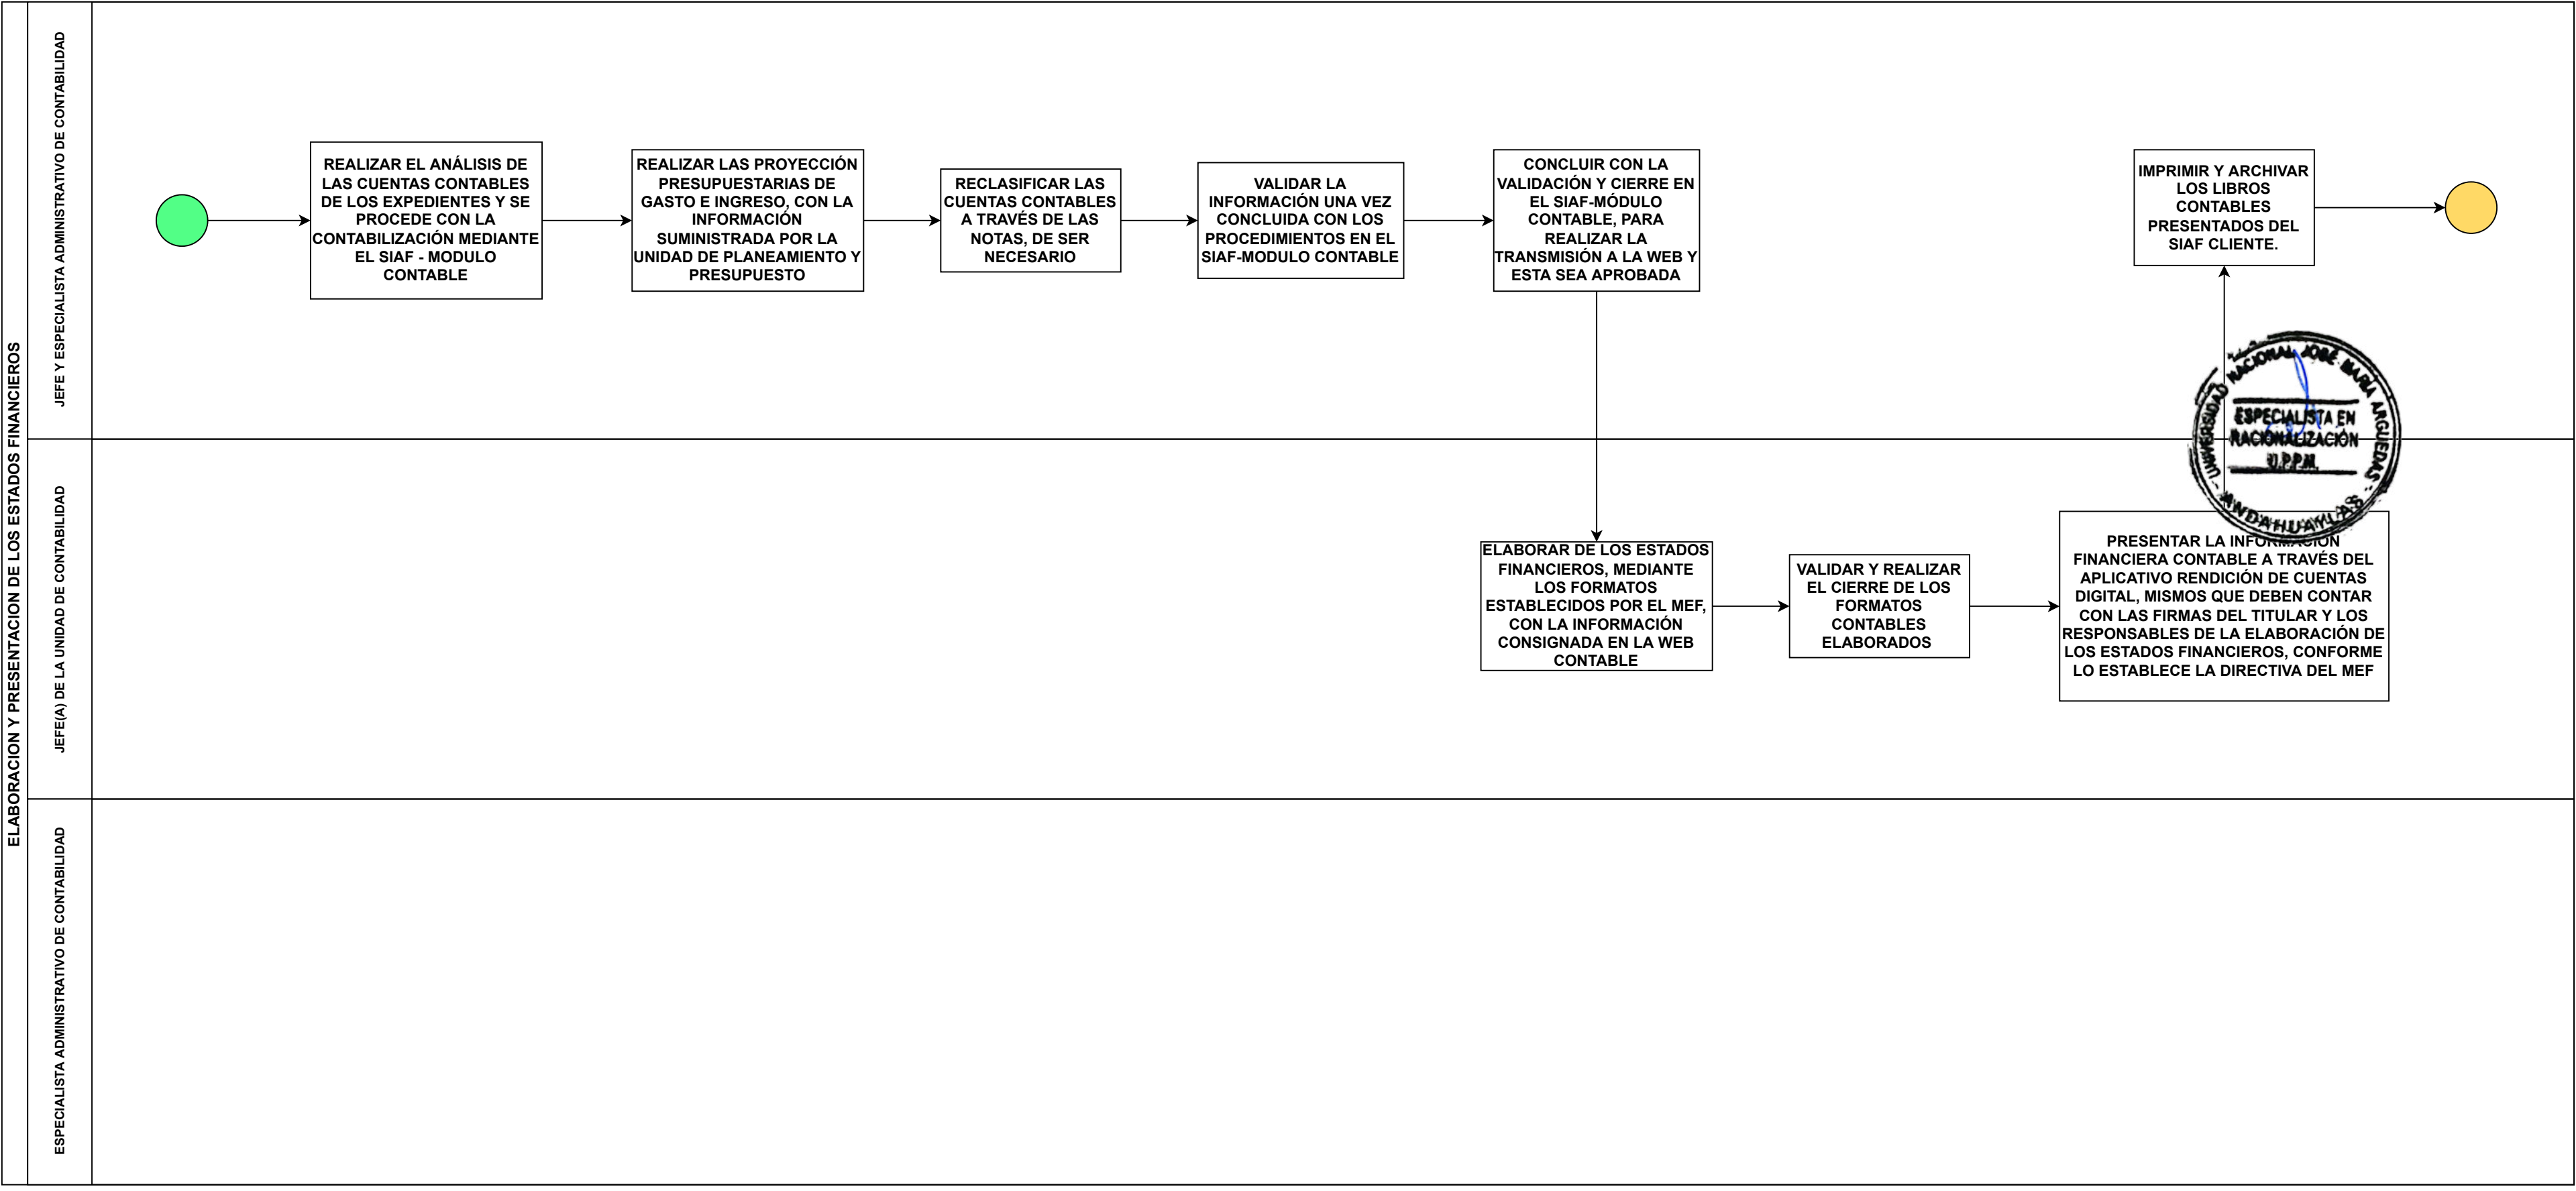 ELABORACION Y PRESENTACION DE LOS ESTADOS FINANCIEROS
JEFE Y ESPECIALISTA ADMINISTRATIVO DE CONTABILIDAD
REALIZAR EL ANÁLISIS DE
LAS CUENTAS CONTABLES
DE LOS EXPEDIENTES Y SE
PROCEDE CON LA
CONTABILIZACIÓN MEDIANTE
EL SIAF - MODULO
CONTABLE
REALIZAR LAS PROYECCIÓN
PRESUPUESTARIAS DE
GASTO E INGRESO, CON LA
INFORMACIÓN
SUMINISTRADA POR LA
UNIDAD DE PLANEAMIENTO Y
PRESUPUESTO
RECLASIFICAR LAS
CUENTAS CONTABLES
A TRAVÉS DE LAS
NOTAS, DE SER
NECESARIO
VALIDAR LA
INFORMACIÓN UNA VEZ
CONCLUIDA CON LOS
PROCEDIMIENTOS EN EL
SIAF-MODULO CONTABLE
CONCLUIR CON LA
VALIDACIÓN Y CIERRE EN
EL SIAF-MÓDULO
CONTABLE, PARA
REALIZAR LA
TRANSMISIÓN A LA WEB Y
ESTA SEA APROBADA
IMPRIMIR Y ARCHIVAR
LOS LIBROS
CONTABLES
PRESENTADOS DEL
SIAF CLIENTE.
UNIVERSIDAD NACIONAL JOSÉ MARÍA ARGUEDAS
ESPECIALISTA EN
RACIONALIZACIÓN
U.P.P.M.
- ANDAHUAYLAS -
JEFE(A) DE LA UNIDAD DE CONTABILIDAD
ELABORAR DE LOS ESTADOS
FINANCIEROS, MEDIANTE
LOS FORMATOS
ESTABLECIDOS POR EL MEF,
CON LA INFORMACIÓN
CONSIGNADA EN LA WEB
CONTABLE
VALIDAR Y REALIZAR
EL CIERRE DE LOS
FORMATOS
CONTABLES
ELABORADOS
PRESENTAR LA INFORMACIÓN
FINANCIERA CONTABLE A TRAVÉS DEL
APLICATIVO RENDICIÓN DE CUENTAS
DIGITAL, MISMOS QUE DEBEN CONTAR
CON LAS FIRMAS DEL TITULAR Y LOS
RESPONSABLES DE LA ELABORACIÓN DE
LOS ESTADOS FINANCIEROS, CONFORME
LO ESTABLECE LA DIRECTIVA DEL MEF
ESPECIALISTA ADMINISTRATIVO DE CONTABILIDAD